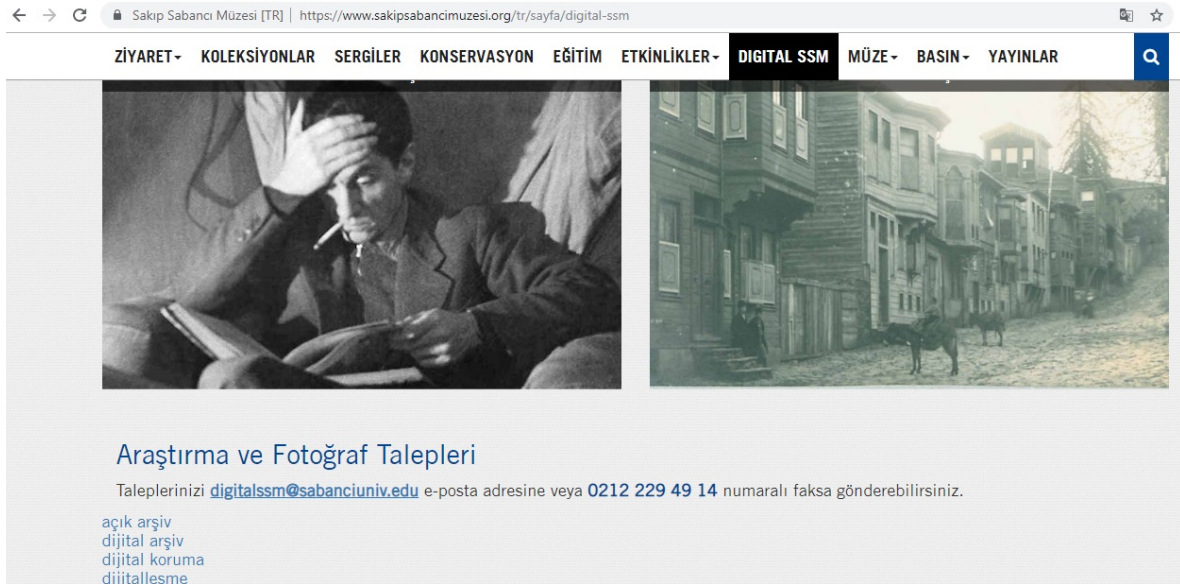 Sakıp Sabancı Müzesi [TR] | https://www.sakipsabancimuzesi.org/tr/sayfa/digital-ssm
ZİYARET KOLEKSİYONLAR SERGİLER KONSERVASYON EĞİTİM ETKİNLİKLER DIGITAL SSM MÜZE BASIN YAYINLAR
Araştırma ve Fotoğraf Talepleri
Taleplerinizi digitalssm@sabanciuniv.edu e-posta adresine veya 0212 229 49 14 numaralı faksa gönderebilirsiniz.
açık arşiv
dijital arşiv
dijital koruma
dijitalleşme